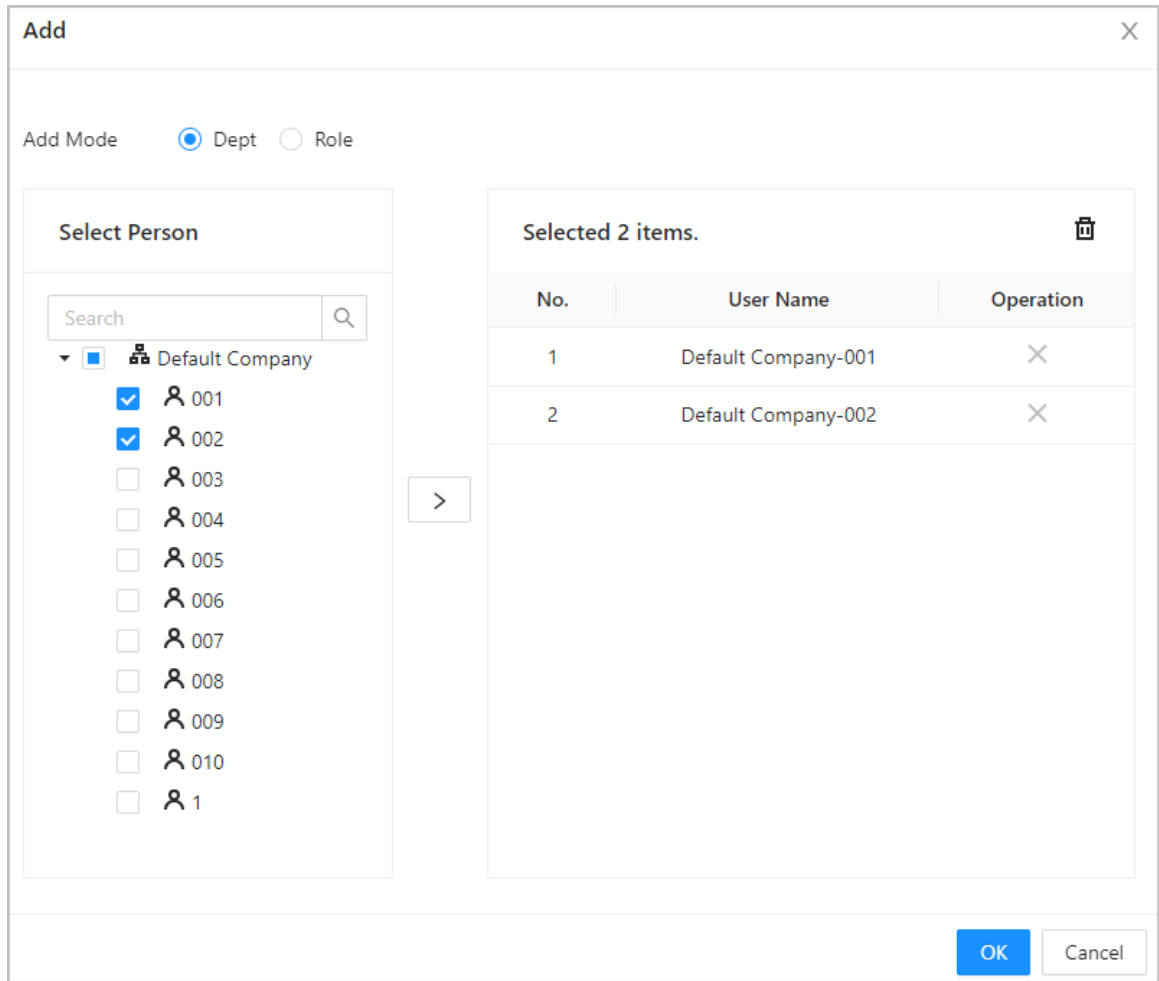 Add
Add Mode Dept Role
Select Person
Search
Default Company
001
002
003
004
005
006
007
008
009
010
1
Selected 2 items.
No. User Name Operation
1 Default Company-001
2 Default Company-002
OK Cancel